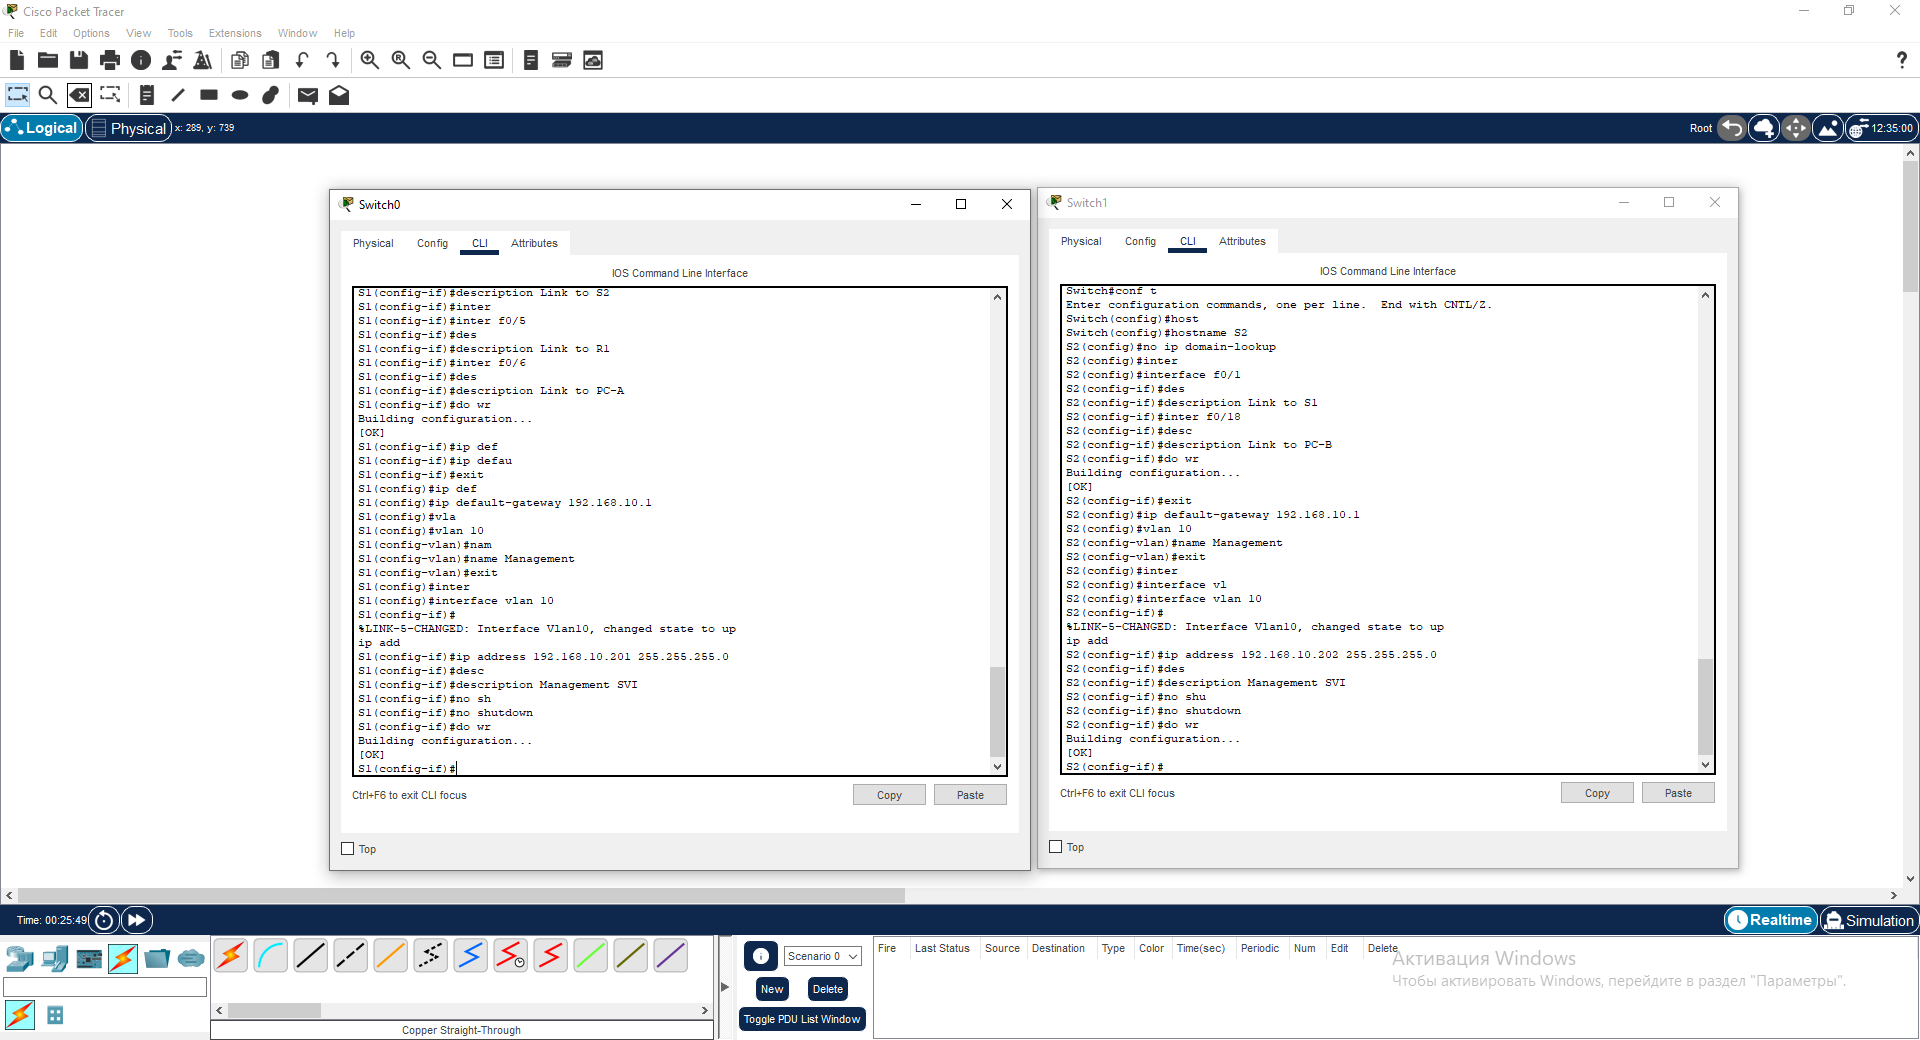 Cisco Packet Tracer
File Edit Options View Tools Extensions Window Help
Logical Physical x: 289, y: 739 Root 12:35:00
Switch0
Physical Config CLI Attributes
IOS Command Line Interface
S1(config-if)#description Link to S2
S1(config-if)#inter
S1(config-if)#inter f0/5
S1(config-if)#des
S1(config-if)#description Link to R1
S1(config-if)#inter f0/6
S1(config-if)#des
S1(config-if)#description Link to PC-A
S1(config-if)#do wr
Building configuration...
[OK]
S1(config-if)#ip def
S1(config-if)#ip defau
S1(config-if)#exit
S1(config)#ip def
S1(config)#ip default-gateway 192.168.10.1
S1(config)#vla
S1(config)#vlan 10
S1(config-vlan)#nam
S1(config-vlan)#name Management
S1(config-vlan)#exit
S1(config)#inter
S1(config)#interface vlan 10
S1(config-if)#
%LINK-5-CHANGED: Interface Vlan10, changed state to up
ip add
S1(config-if)#ip address 192.168.10.201 255.255.255.0
S1(config-if)#desc
S1(config-if)#description Management SVI
S1(config-if)#no sh
S1(config-if)#no shutdown
S1(config-if)#do wr
Building configuration...
[OK]
S1(config-if)#
Ctrl+F6 to exit CLI focus
Copy Paste
Top
Switch1
Physical Config CLI Attributes
IOS Command Line Interface
Switch#conf t
Enter configuration commands, one per line.  End with CNTL/Z.
Switch(config)#host
Switch(config)#hostname S2
S2(config)#no ip domain-lookup
S2(config)#inter
S2(config)#interface f0/1
S2(config-if)#des
S2(config-if)#description Link to S1
S2(config-if)#inter f0/18
S2(config-if)#desc
S2(config-if)#description Link to PC-B
S2(config-if)#do wr
Building configuration...
[OK]
S2(config-if)#exit
S2(config)#ip default-gateway 192.168.10.1
S2(config)#vlan 10
S2(config-vlan)#name Management
S2(config-vlan)#exit
S2(config)#inter
S2(config)#interface vl
S2(config)#interface vlan 10
S2(config-if)#
%LINK-5-CHANGED: Interface Vlan10, changed state to up
ip add
S2(config-if)#ip address 192.168.10.202 255.255.255.0
S2(config-if)#des
S2(config-if)#description Management SVI
S2(config-if)#no shu
S2(config-if)#no shutdown
S2(config-if)#do wr
Building configuration...
[OK]
S2(config-if)#
Ctrl+F6 to exit CLI focus
Copy Paste
Top
Time: 00:25:49 Realtime Simulation
Copper Straight-Through
Scenario 0
New Delete
Toggle PDU List Window
Fire Last Status Source Destination Type Color Time(sec) Periodic Num Edit Delete
Активация Windows
Чтобы активировать Windows, перейдите в раздел "Параметры".